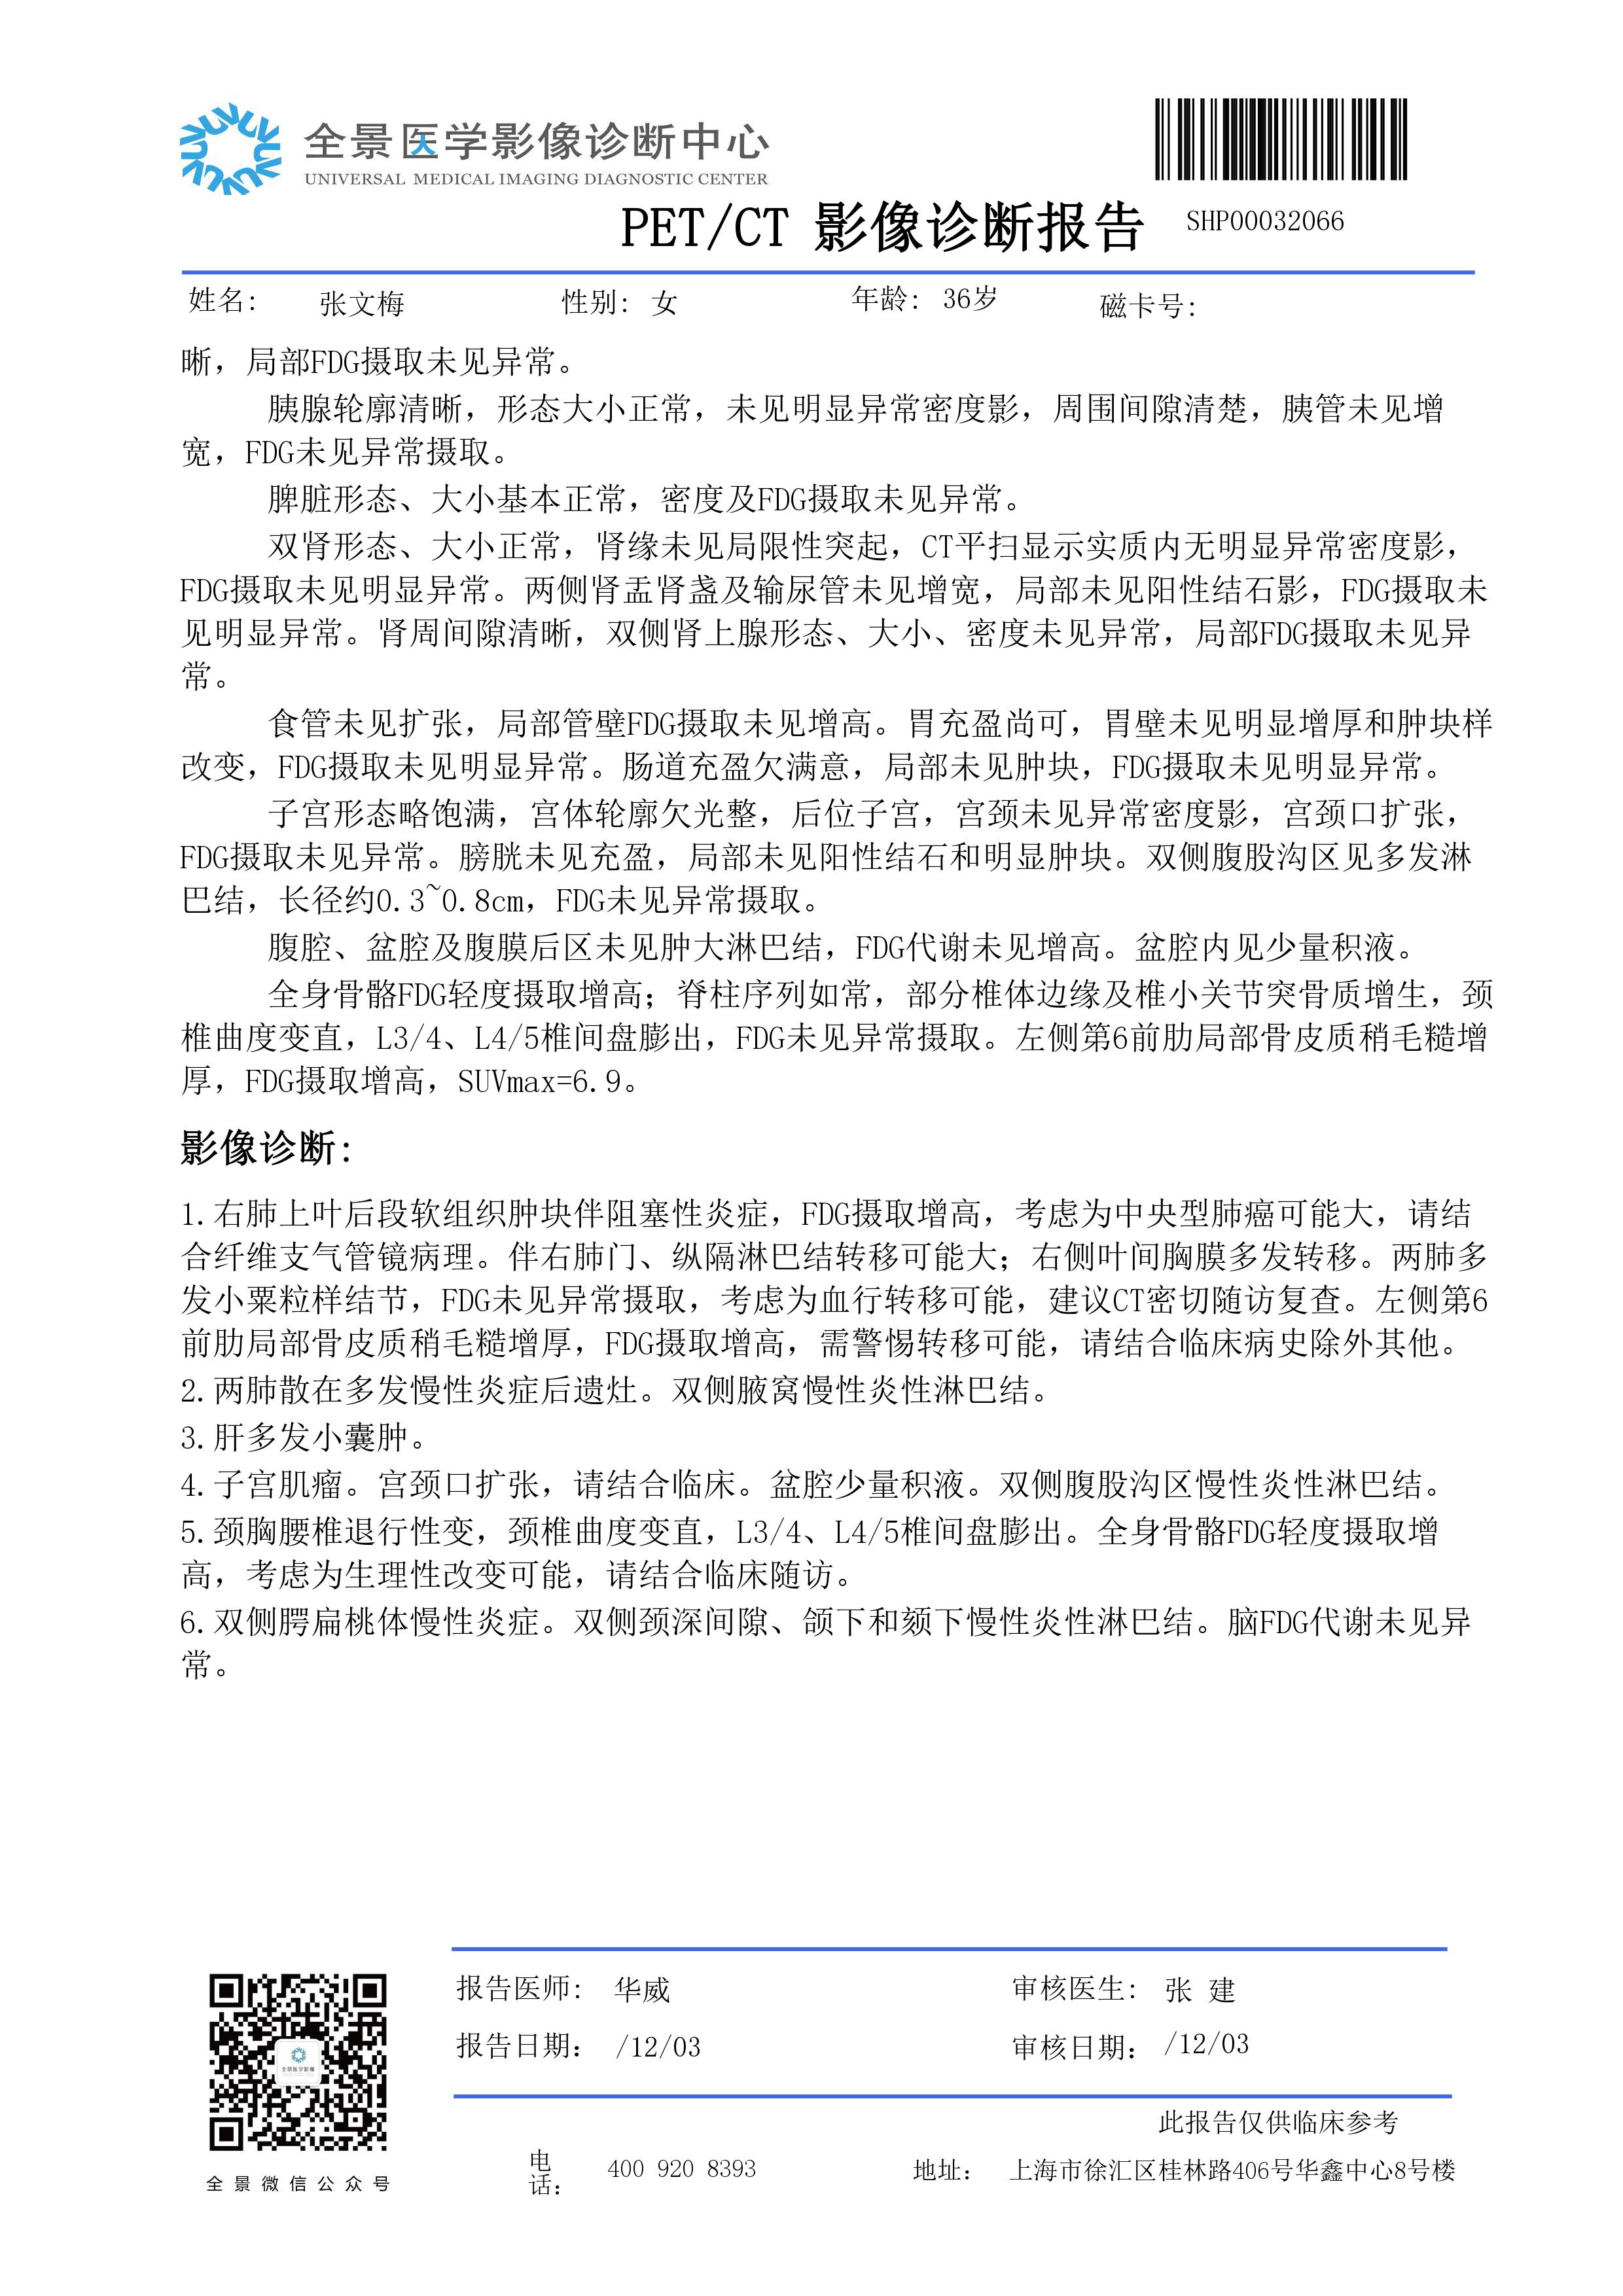 全景医学影像诊断中心
UNIVERSAL MEDICAL IMAGING DIAGNOSTIC CENTER
PET/CT 影像诊断报告 SHP00032066
姓名: 张文梅 性别: 女 年龄: 36岁 磁卡号:
晰，局部FDG摄取未见异常。
胰腺轮廓清晰，形态大小正常，未见明显异常密度影，周围间隙清楚，胰管未见增
宽，FDG未见异常摄取。
脾脏形态、大小基本正常，密度及FDG摄取未见异常。
双肾形态、大小正常，肾缘未见局限性突起，CT平扫显示实质内无明显异常密度影，
FDG摄取未见明显异常。两侧肾盂肾盏及输尿管未见增宽，局部未见阳性结石影，FDG摄取未
见明显异常。肾周间隙清晰，双侧肾上腺形态、大小、密度未见异常，局部FDG摄取未见异
常。
食管未见扩张，局部管壁FDG摄取未见增高。胃充盈尚可，胃壁未见明显增厚和肿块样
改变，FDG摄取未见明显异常。肠道充盈欠满意，局部未见肿块，FDG摄取未见明显异常。
子宫形态略饱满，宫体轮廓欠光整，后位子宫，宫颈未见异常密度影，宫颈口扩张，
FDG摄取未见异常。膀胱未见充盈，局部未见阳性结石和明显肿块。双侧腹股沟区见多发淋
巴结，长径约0.3~0.8cm，FDG未见异常摄取。
腹腔、盆腔及腹膜后区未见肿大淋巴结，FDG代谢未见增高。盆腔内见少量积液。
全身骨骼FDG轻度摄取增高；脊柱序列如常，部分椎体边缘及椎小关节突骨质增生，颈
椎曲度变直，L3/4、L4/5椎间盘膨出，FDG未见异常摄取。左侧第6前肋局部骨皮质稍毛糙增
厚，FDG摄取增高，SUVmax=6.9。
影像诊断:
1.右肺上叶后段软组织肿块伴阻塞性炎症，FDG摄取增高，考虑为中央型肺癌可能大，请结
合纤维支气管镜病理。伴右肺门、纵隔淋巴结转移可能大；右侧叶间胸膜多发转移。两肺多
发小粟粒样结节，FDG未见异常摄取，考虑为血行转移可能，建议CT密切随访复查。左侧第6
前肋局部骨皮质稍毛糙增厚，FDG摄取增高，需警惕转移可能，请结合临床病史除外其他。
2.两肺散在多发慢性炎症后遗灶。双侧腋窝慢性炎性淋巴结。
3.肝多发小囊肿。
4.子宫肌瘤。宫颈口扩张，请结合临床。盆腔少量积液。双侧腹股沟区慢性炎性淋巴结。
5.颈胸腰椎退行性变，颈椎曲度变直，L3/4、L4/5椎间盘膨出。全身骨骼FDG轻度摄取增
高，考虑为生理性改变可能，请结合临床随访。
6.双侧腭扁桃体慢性炎症。双侧颈深间隙、颌下和颏下慢性炎性淋巴结。脑FDG代谢未见异
常。
报告医师: 华威 审核医生: 张 建
报告日期: /12/03 审核日期: /12/03
此报告仅供临床参考
全景医学影像
全景微信公众号
电话: 400 920 8393 地址: 上海市徐汇区桂林路406号华鑫中心8号楼